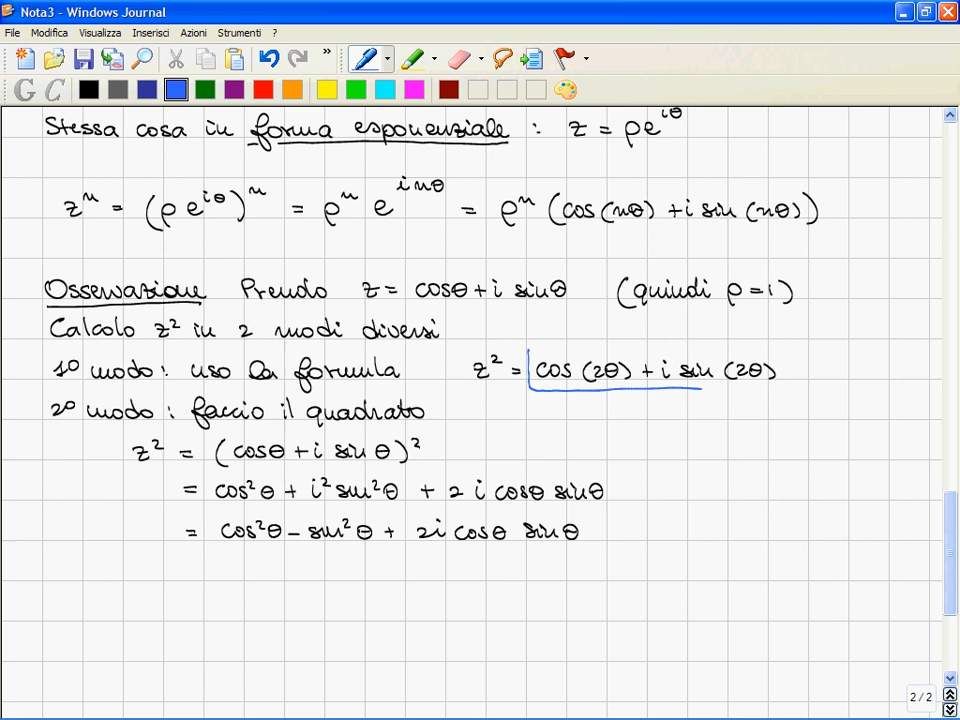 Nota3 - Windows Journal
File Modifica Visualizza Inserisci Azioni Strumenti ?
G C
Stessa cosa in forma esponenziale : z = ρe^{iθ}
z^n = (ρe^{iθ})^n = ρ^n e^{inθ} = ρ^n (cos(nθ) + i sin(nθ))
Osservazione Prendo z = cosθ + i sinθ (quindi ρ = 1)
Calcolo z² in 2 modi diversi
1º modo : uso la formula z² = cos(2θ) + i sin(2θ)
2º modo : faccio il quadrato
z² = (cosθ + i sinθ)²
= cos²θ + i² sin²θ + 2 i cosθ sinθ
= cos²θ - sin²θ + 2i cosθ sinθ
2 / 2